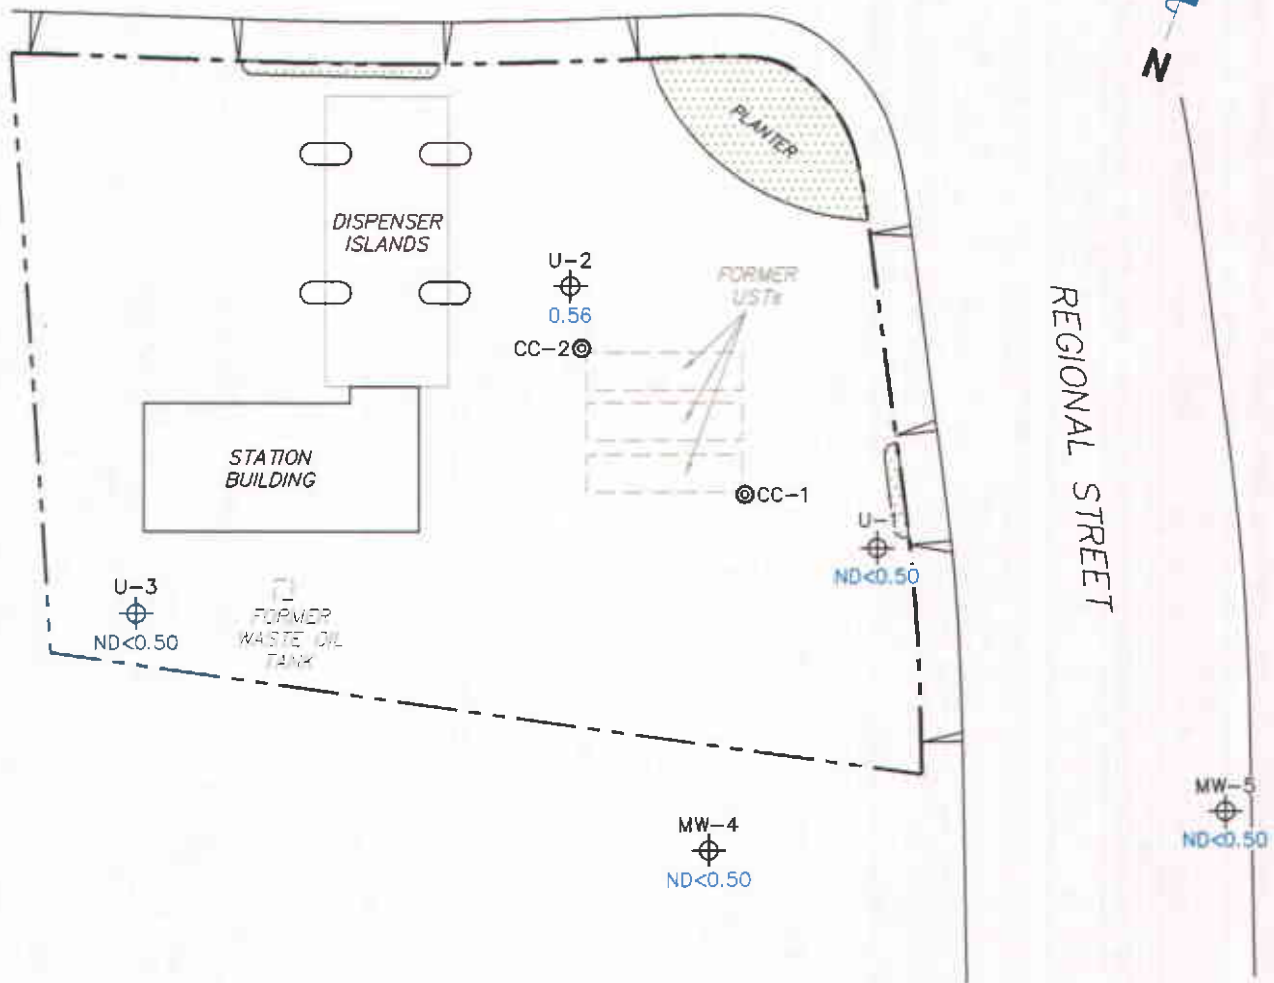 N
PLANTER
DISPENSER
ISLANDS
U-2
0.56
FORMER
USTs
CC-2
REGIONAL STREET
STATION
BUILDING
CC-1
U-1
ND<0.50
U-3
ND<0.50
FORMER
WASTE OIL
TANK
MW-5
ND<0.50
MW-4
ND<0.50